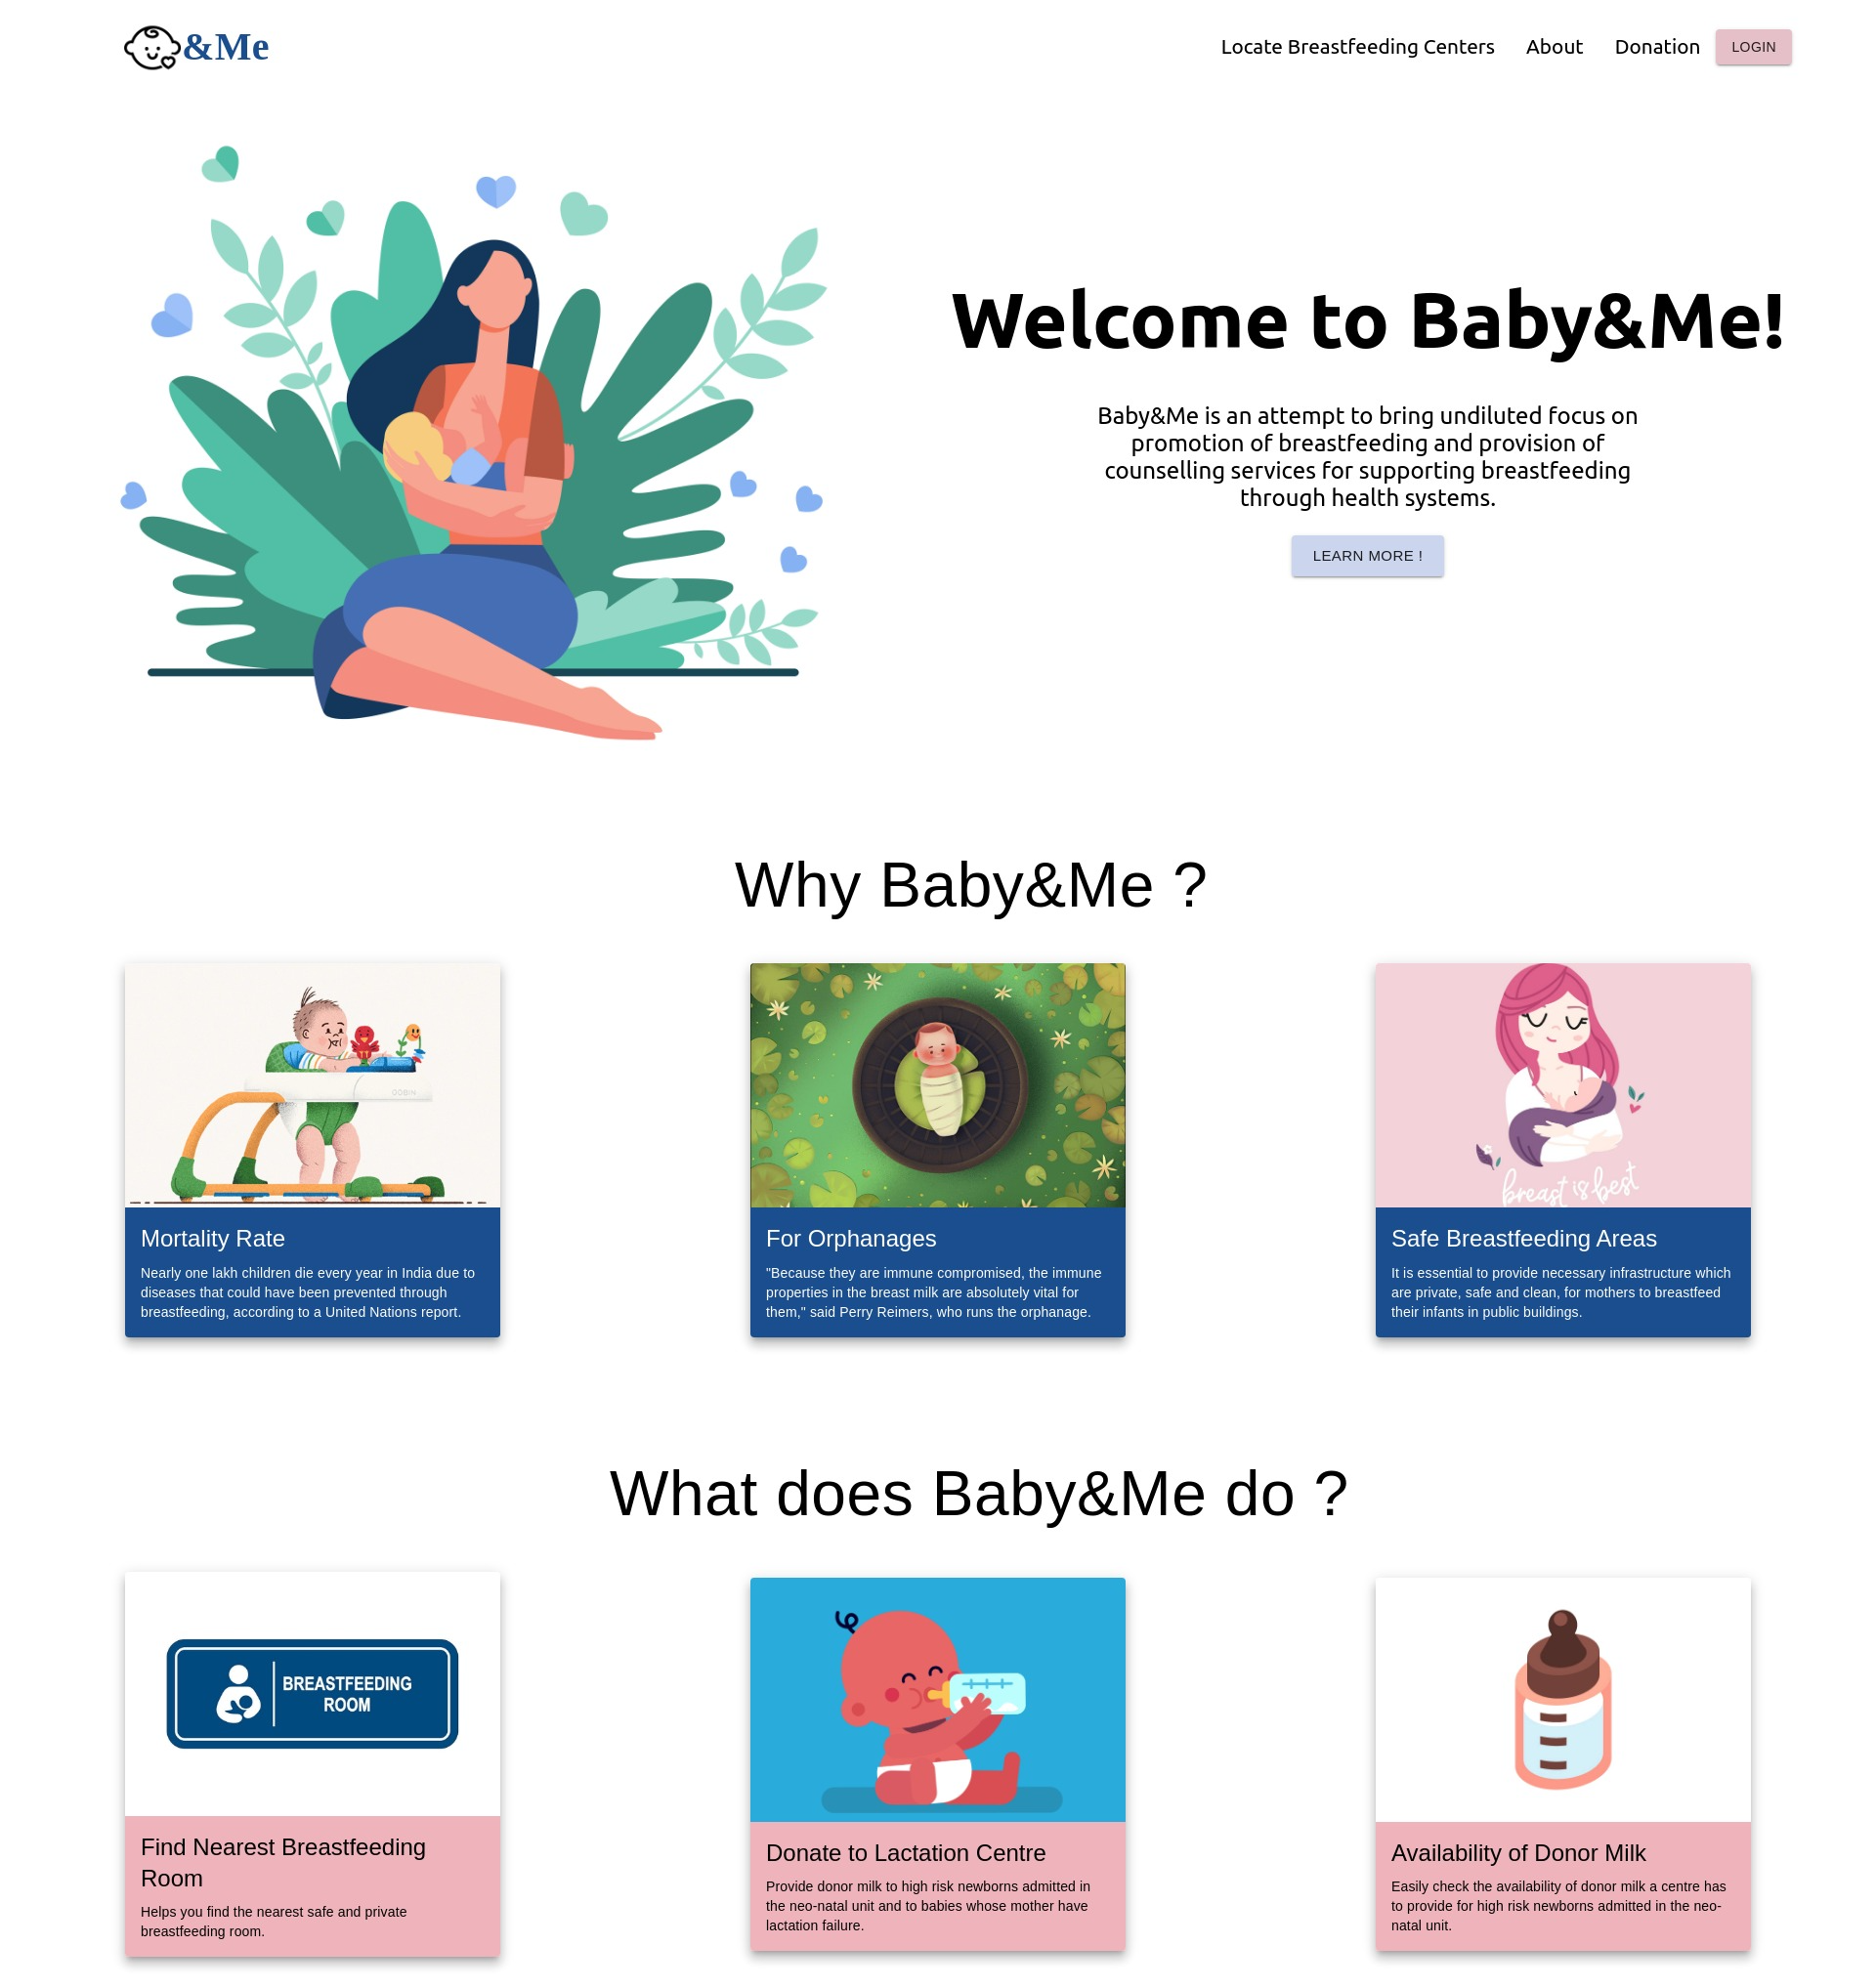 &Me
Locate Breastfeeding Centers
About
Donation
LOGIN
Welcome to Baby&Me!
Baby&Me is an attempt to bring undiluted focus on
promotion of breastfeeding and provision of
counselling services for supporting breastfeeding
through health systems.
LEARN MORE !
Why Baby&Me ?
OOBIN
Mortality Rate
Nearly one lakh children die every year in India due to
diseases that could have been prevented through
breastfeeding, according to a United Nations report.
For Orphanages
"Because they are immune compromised, the immune
properties in the breast milk are absolutely vital for
them," said Perry Reimers, who runs the orphanage.
breast is best
Safe Breastfeeding Areas
It is essential to provide necessary infrastructure which
are private, safe and clean, for mothers to breastfeed
their infants in public buildings.
What does Baby&Me do ?
BREASTFEEDING
ROOM
Find Nearest Breastfeeding
Room
Helps you find the nearest safe and private
breastfeeding room.
Donate to Lactation Centre
Provide donor milk to high risk newborns admitted in
the neo-natal unit and to babies whose mother have
lactation failure.
Availability of Donor Milk
Easily check the availability of donor milk a centre has
to provide for high risk newborns admitted in the neo-
natal unit.